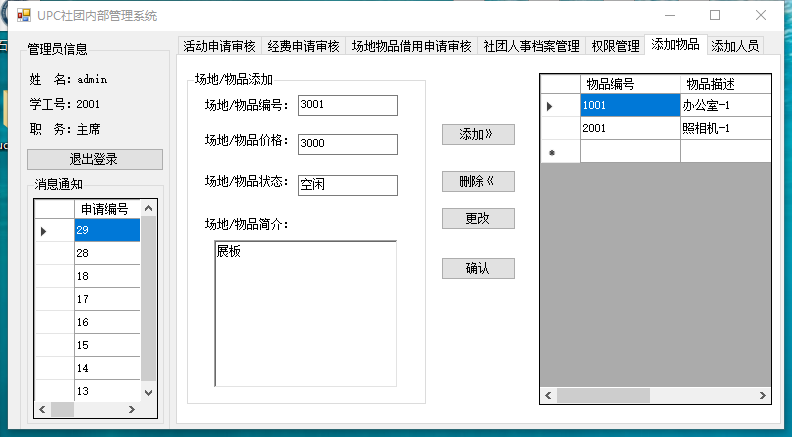 UPC社团内部管理系统
管理员信息
姓 名：admin
学工号：2001
职 务：主席
退出登录
消息通知
申请编号
29
28
18
17
16
15
14
13
活动申请审核 经费申请审核 场地物品借用申请审核 社团人事档案管理 权限管理 添加物品 添加人员
场地/物品添加
场地/物品编号： 3001
场地/物品价格： 3000
场地/物品状态： 空闲
场地/物品简介：
展板
添加》
删除《
更改
确认
物品编号 物品描述
1001 办公室-1
2001 照相机-1